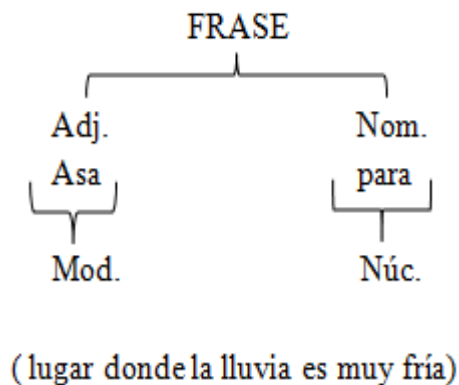 FRASE
Adj. Nom.
Asa para
Mod. Núc.
( lugar donde la lluvia es muy fría)